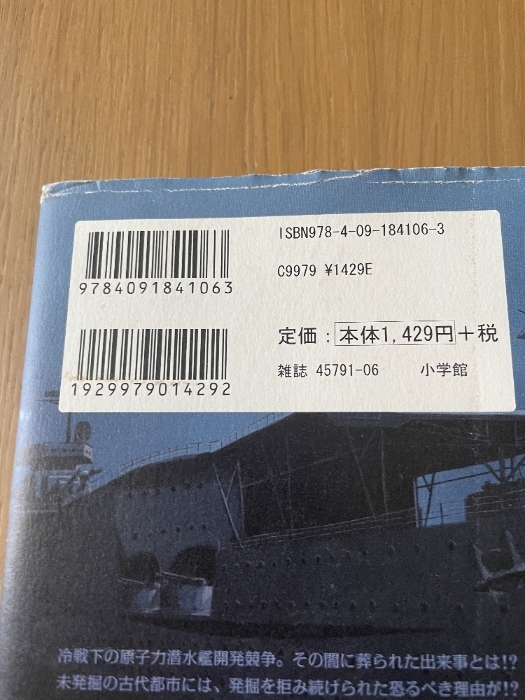 ISBN978-4-09-184106-3
9784091841063
C9979 ¥1429E
1929979014292
定価：本体1,429円＋税
雑誌 45791-06 小学館
冷戦下の原子力潜水艦開発競争。その闇に葬られた出来事とは!?
未発掘の古代都市には、発掘を拒み続けられた恐るべき理由が!?